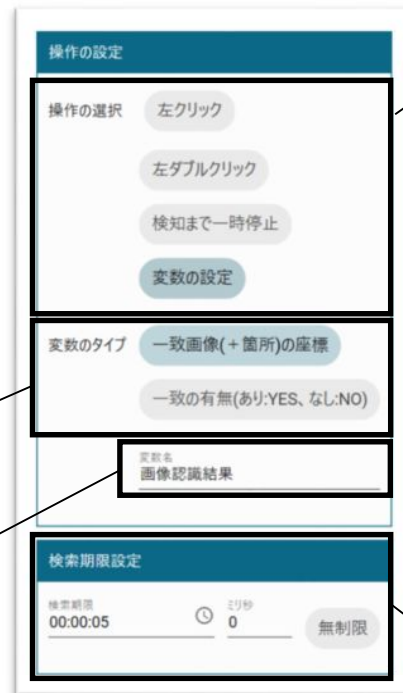 操作の設定
操作の選択
左クリック
左ダブルクリック
検知まで一時停止
変数の設定
変数のタイプ
一致画像(+箇所)の座標
一致の有無(あり:YES、なし:NO)
変数名
画像認識結果
検索期限設定
検索期限
ミリ秒
00:00:05
0
無制限